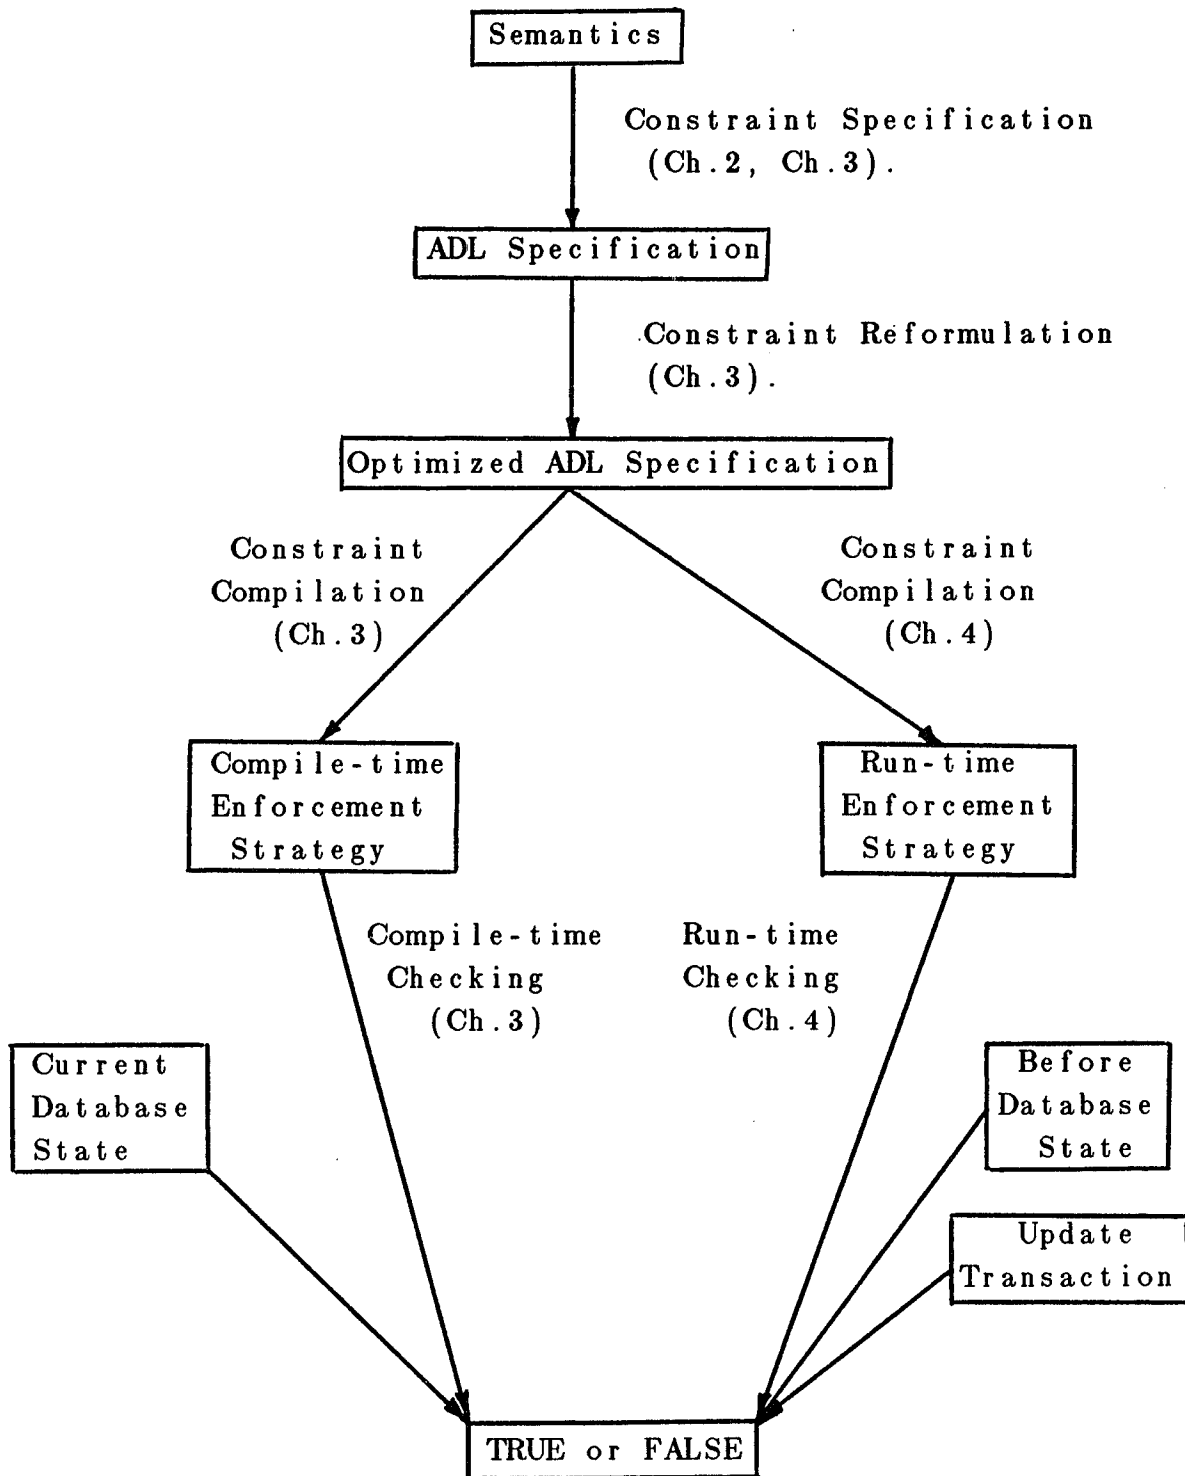 Semantics
Constraint Specification
(Ch.2, Ch.3).
ADL Specification
Constraint Reformulation
(Ch.3).
Optimized ADL Specification
Constraint
Compilation
(Ch.3)
Constraint
Compilation
(Ch.4)
Compile-time
Enforcement
Strategy
Run-time
Enforcement
Strategy
Compile-time
Checking
(Ch.3)
Run-time
Checking
(Ch.4)
Current
Database
State
Before
Database
State
Update
Transaction
TRUE or FALSE